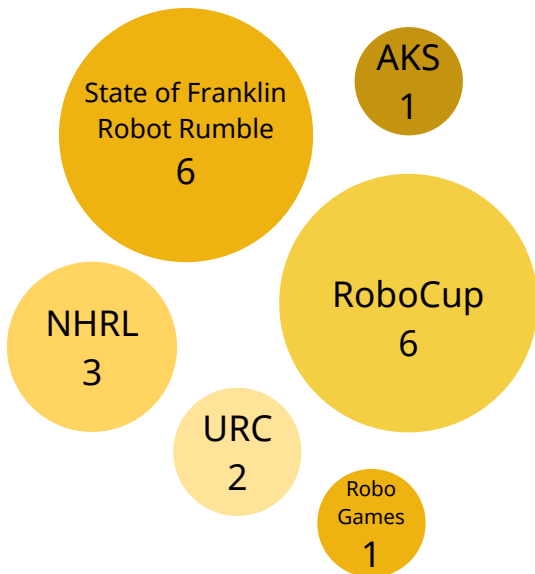 State of Franklin
Robot Rumble
6
AKS
1
RoboCup
6
NHRL
3
URC
2
Robo
Games
1